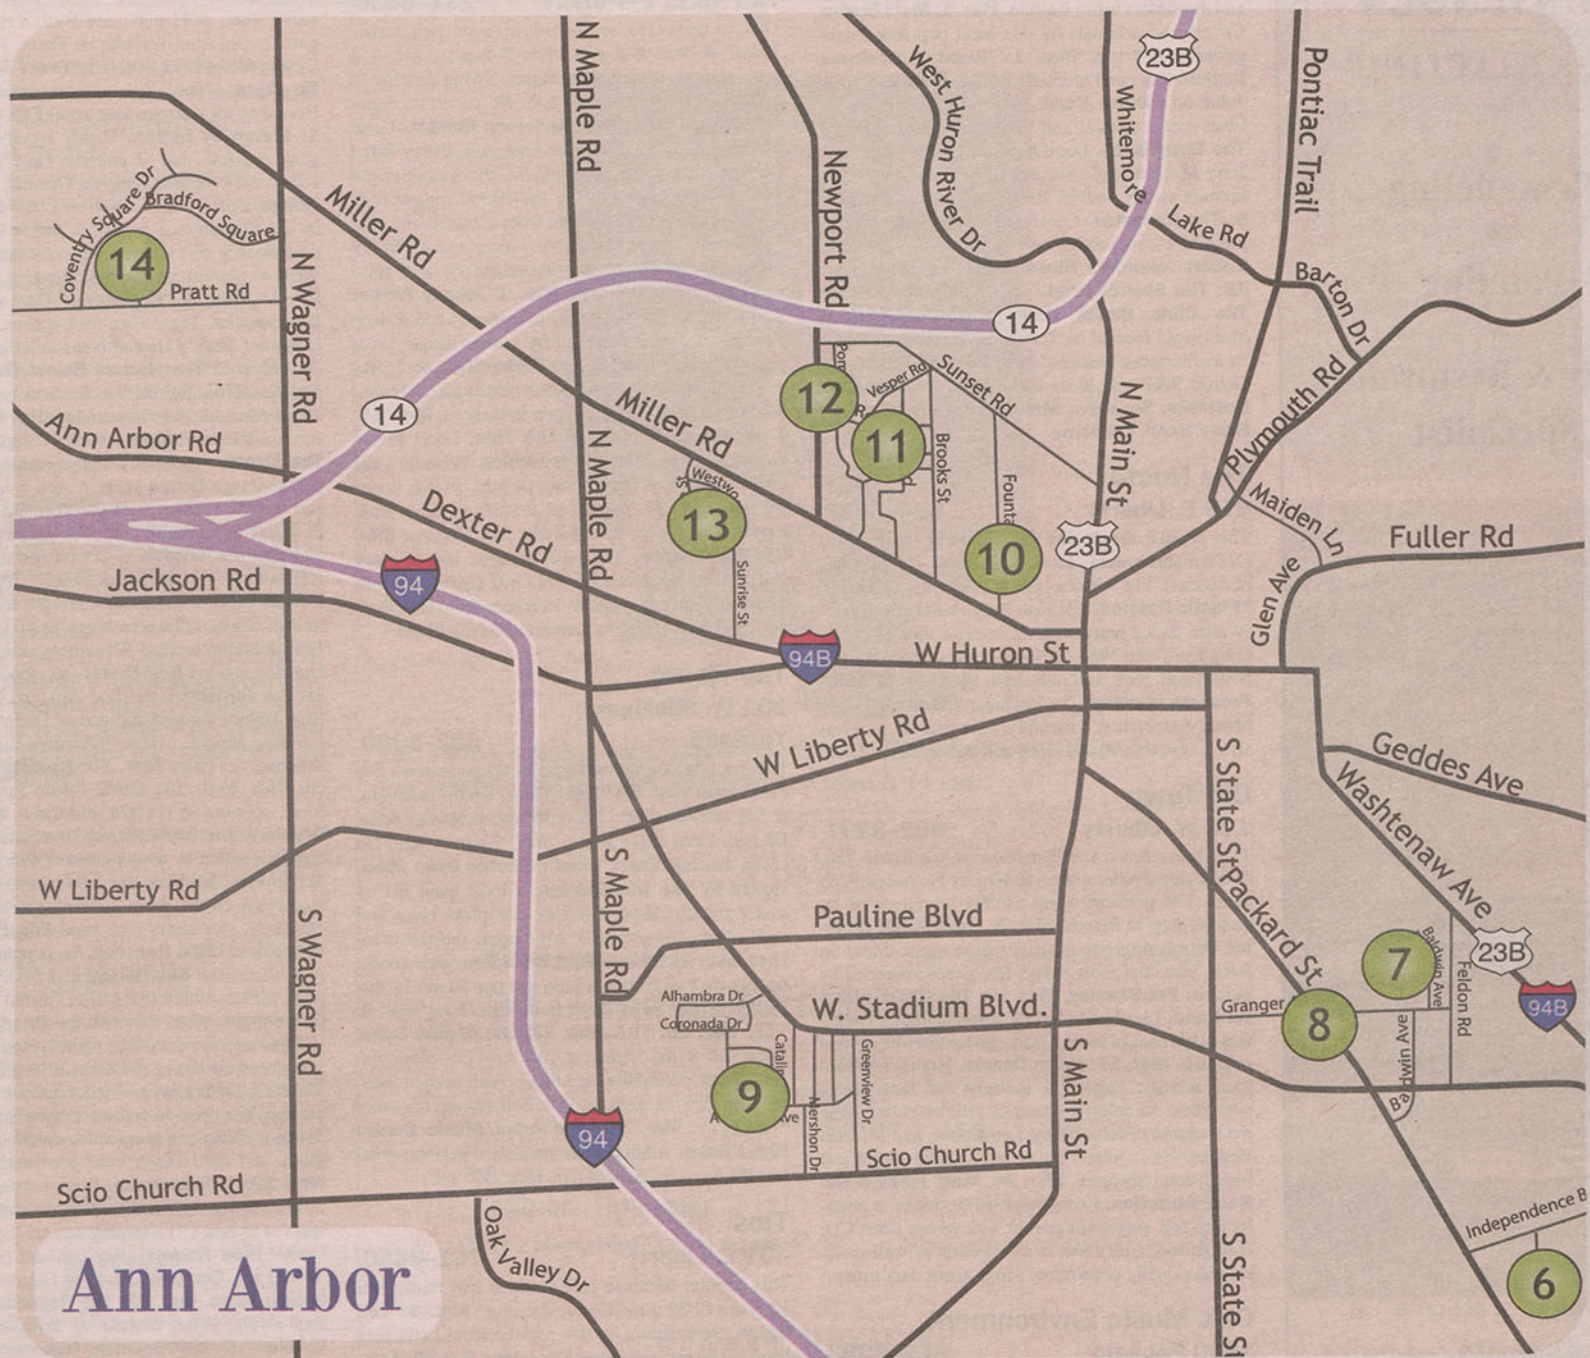 N Maple Rd
West Huron River Dr
23B
Whitemore
Lake Rd
Pontiac Trail
Coventry Square Dr
Bradford Square
14
Pratt Rd
Miller Rd
N Wagner Rd
Newport Rd
14
Barton Dr
Plymouth Rd
14
Ann Arbor Rd
12
Vesper Rd
Sunset Rd
N Main St
Miller Rd
11
Brooks St
N Maple Rd
13
Dexter Rd
Sunrise St
10
23B
Maiden Ln
Fuller Rd
Glen Ave
Jackson Rd
94
94B
W Huron St
W Liberty Rd
S State St
Geddes Ave
Washtenaw Ave
W Liberty Rd
S Maple Rd
Pauline Blvd
Packard St
S Wagner Rd
7
Baldwin Ave
Feldon Rd
23B
94B
Alhambra Dr
Coronada Dr
W. Stadium Blvd.
Granger
8
Greenview Dr
9
Ave
Mershon Dr
S Main St
94
Scio Church Rd
Scio Church Rd
Oak Valley Dr
S State St
Independence B
6
Ann Arbor